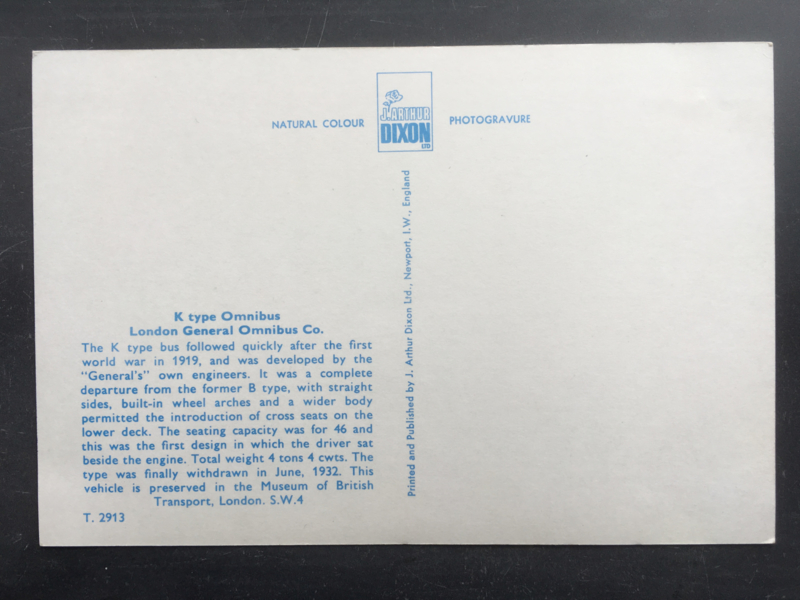 NATURAL COLOUR
J. ARTHUR
DIXON
LTD
PHOTOGRAVURE
Printed and Published by J. Arthur Dixon Ltd., Newport, I.W., England
K type Omnibus
London General Omnibus Co.
The K type bus followed quickly after the first
world war in 1919, and was developed by the
"General's" own engineers. It was a complete
departure from the former B type, with straight
sides, built-in wheel arches and a wider body
permitted the introduction of cross seats on the
lower deck. The seating capacity was for 46 and
this was the first design in which the driver sat
beside the engine. Total weight 4 tons 4 cwts. The
type was finally withdrawn in June, 1932. This
vehicle is preserved in the Museum of British
Transport, London. S.W.4
T. 2913